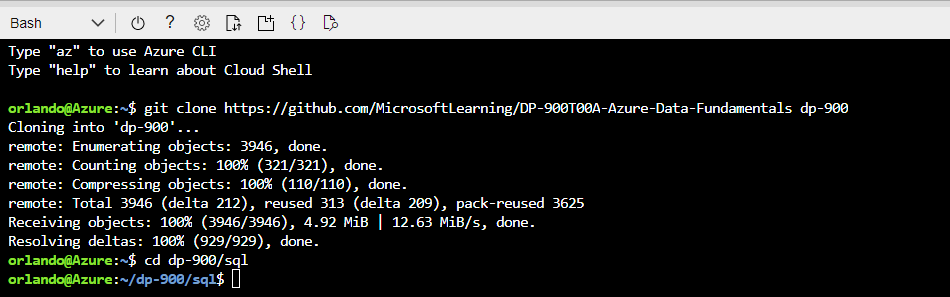 Bash
Type "az" to use Azure CLI
Type "help" to learn about Cloud Shell
orlando@Azure:~$ git clone https://github.com/MicrosoftLearning/DP-900T00A-Azure-Data-Fundamentals dp-900
Cloning into 'dp-900'...
remote: Enumerating objects: 3946, done.
remote: Counting objects: 100% (321/321), done.
remote: Compressing objects: 100% (110/110), done.
remote: Total 3946 (delta 212), reused 313 (delta 209), pack-reused 3625
Receiving objects: 100% (3946/3946), 4.92 MiB | 12.63 MiB/s, done.
Resolving deltas: 100% (929/929), done.
orlando@Azure:~$ cd dp-900/sql
orlando@Azure:~/dp-900/sql$